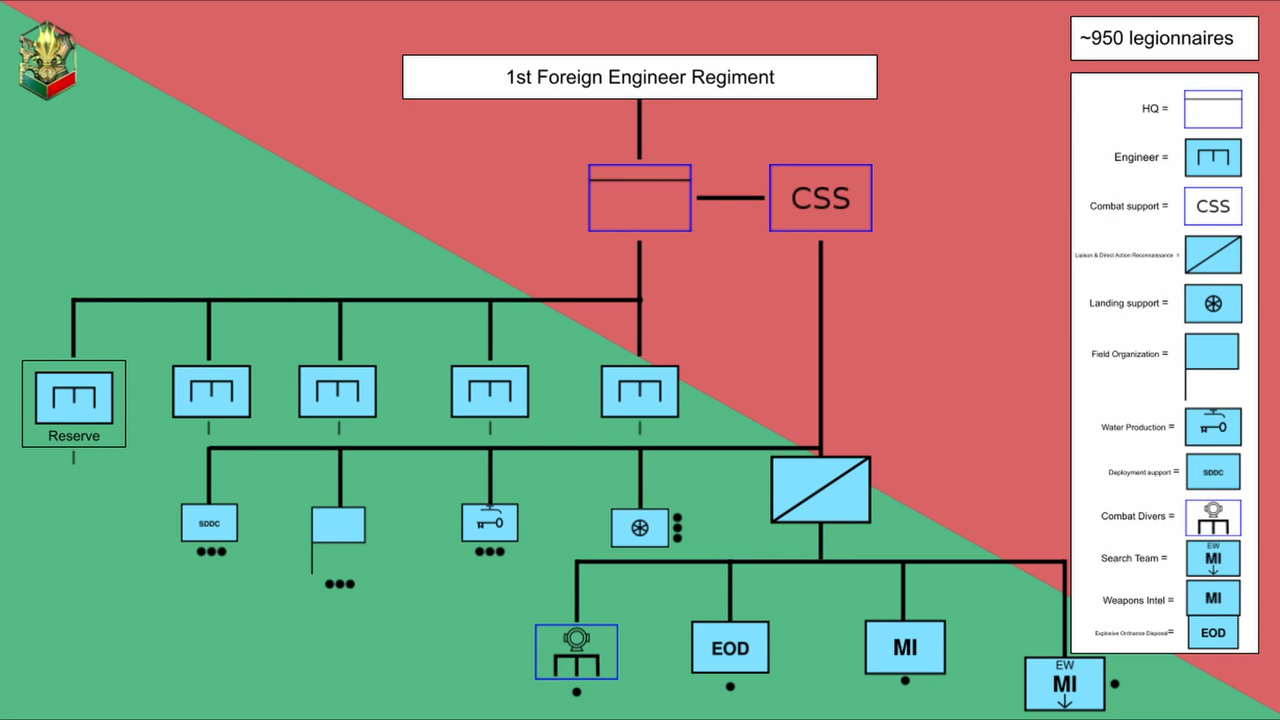 ~950 legionnaires
1st Foreign Engineer Regiment
HQ =
Engineer =
CSS
Combat support =
CSS
Liaison & Direct Action Reconnaissance =
Landing support =
Field Organization =
Reserve
Water Production =
Deployment support =
SDDC
SDDC
Combat Divers =
Search Team =
EW
MI
Weapons Intel =
MI
Explosive Ordnance Disposal=
EOD
EOD
MI
EW
MI